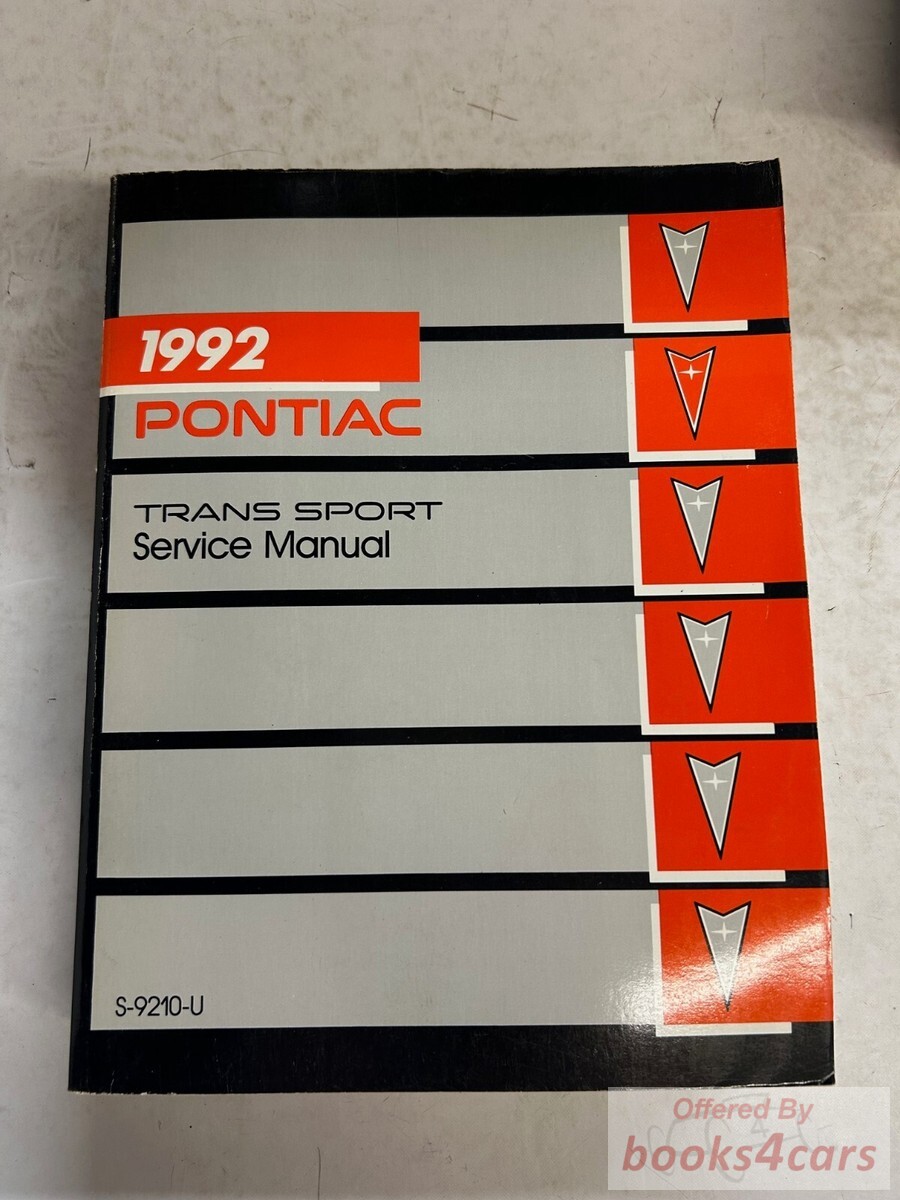 1992
PONTIAC
TRANS SPORT
Service Manual
S-9210-U
Offered By
books4cars